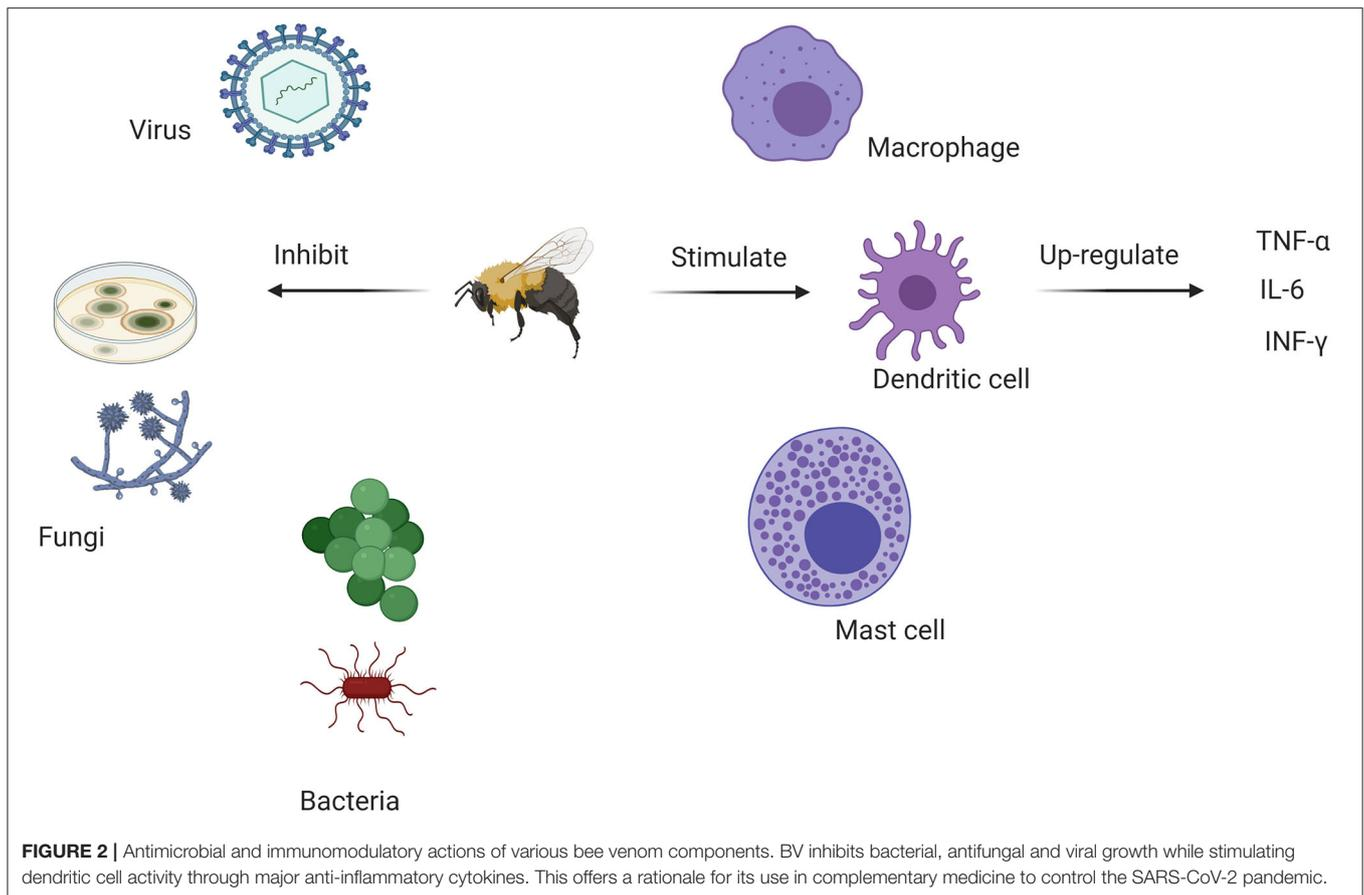 Virus
Macrophage
Inhibit
Stimulate
Up-regulate
TNF-α
IL-6
INF-γ
Dendritic cell
Fungi
Mast cell
Bacteria
FIGURE 2 | Antimicrobial and immunomodulatory actions of various bee venom components. BV inhibits bacterial, antifungal and viral growth while stimulating
dendritic cell activity through major anti-inflammatory cytokines. This offers a rationale for its use in complementary medicine to control the SARS-CoV-2 pandemic.